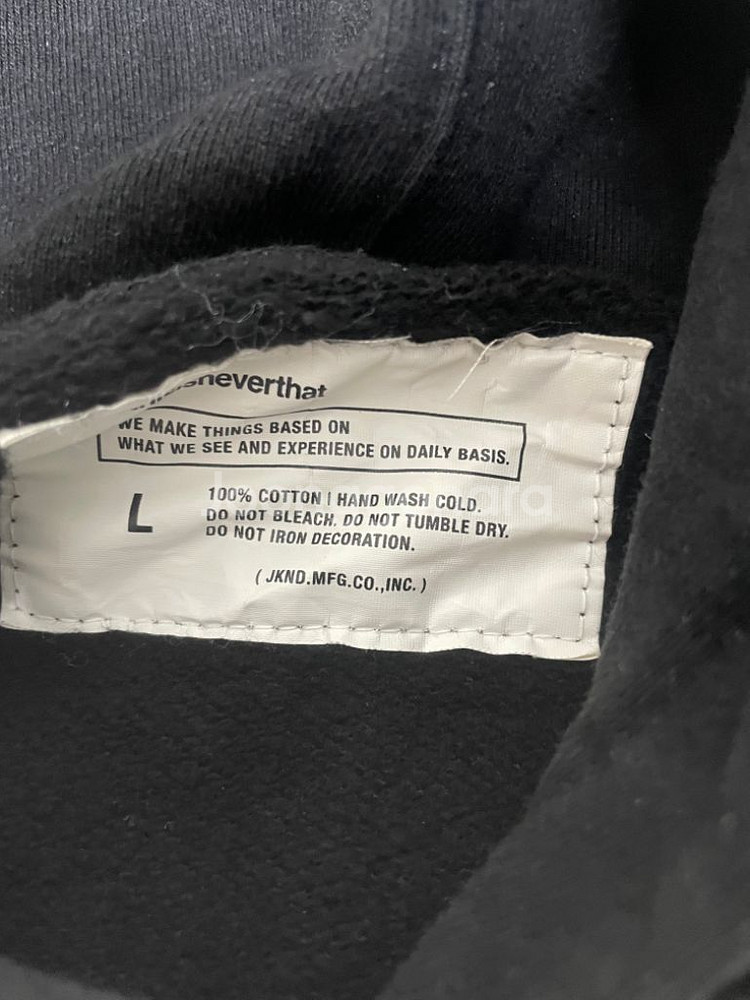 neverthat
WE MAKE THINGS BASED ON
WHAT WE SEE AND EXPERIENCE ON DAILY BASIS.
L
100% COTTON | HAND WASH COLD.
DO NOT BLEACH. DO NOT TUMBLE DRY.
DO NOT IRON DECORATION.
( JKND.MFG.CO.,INC. )